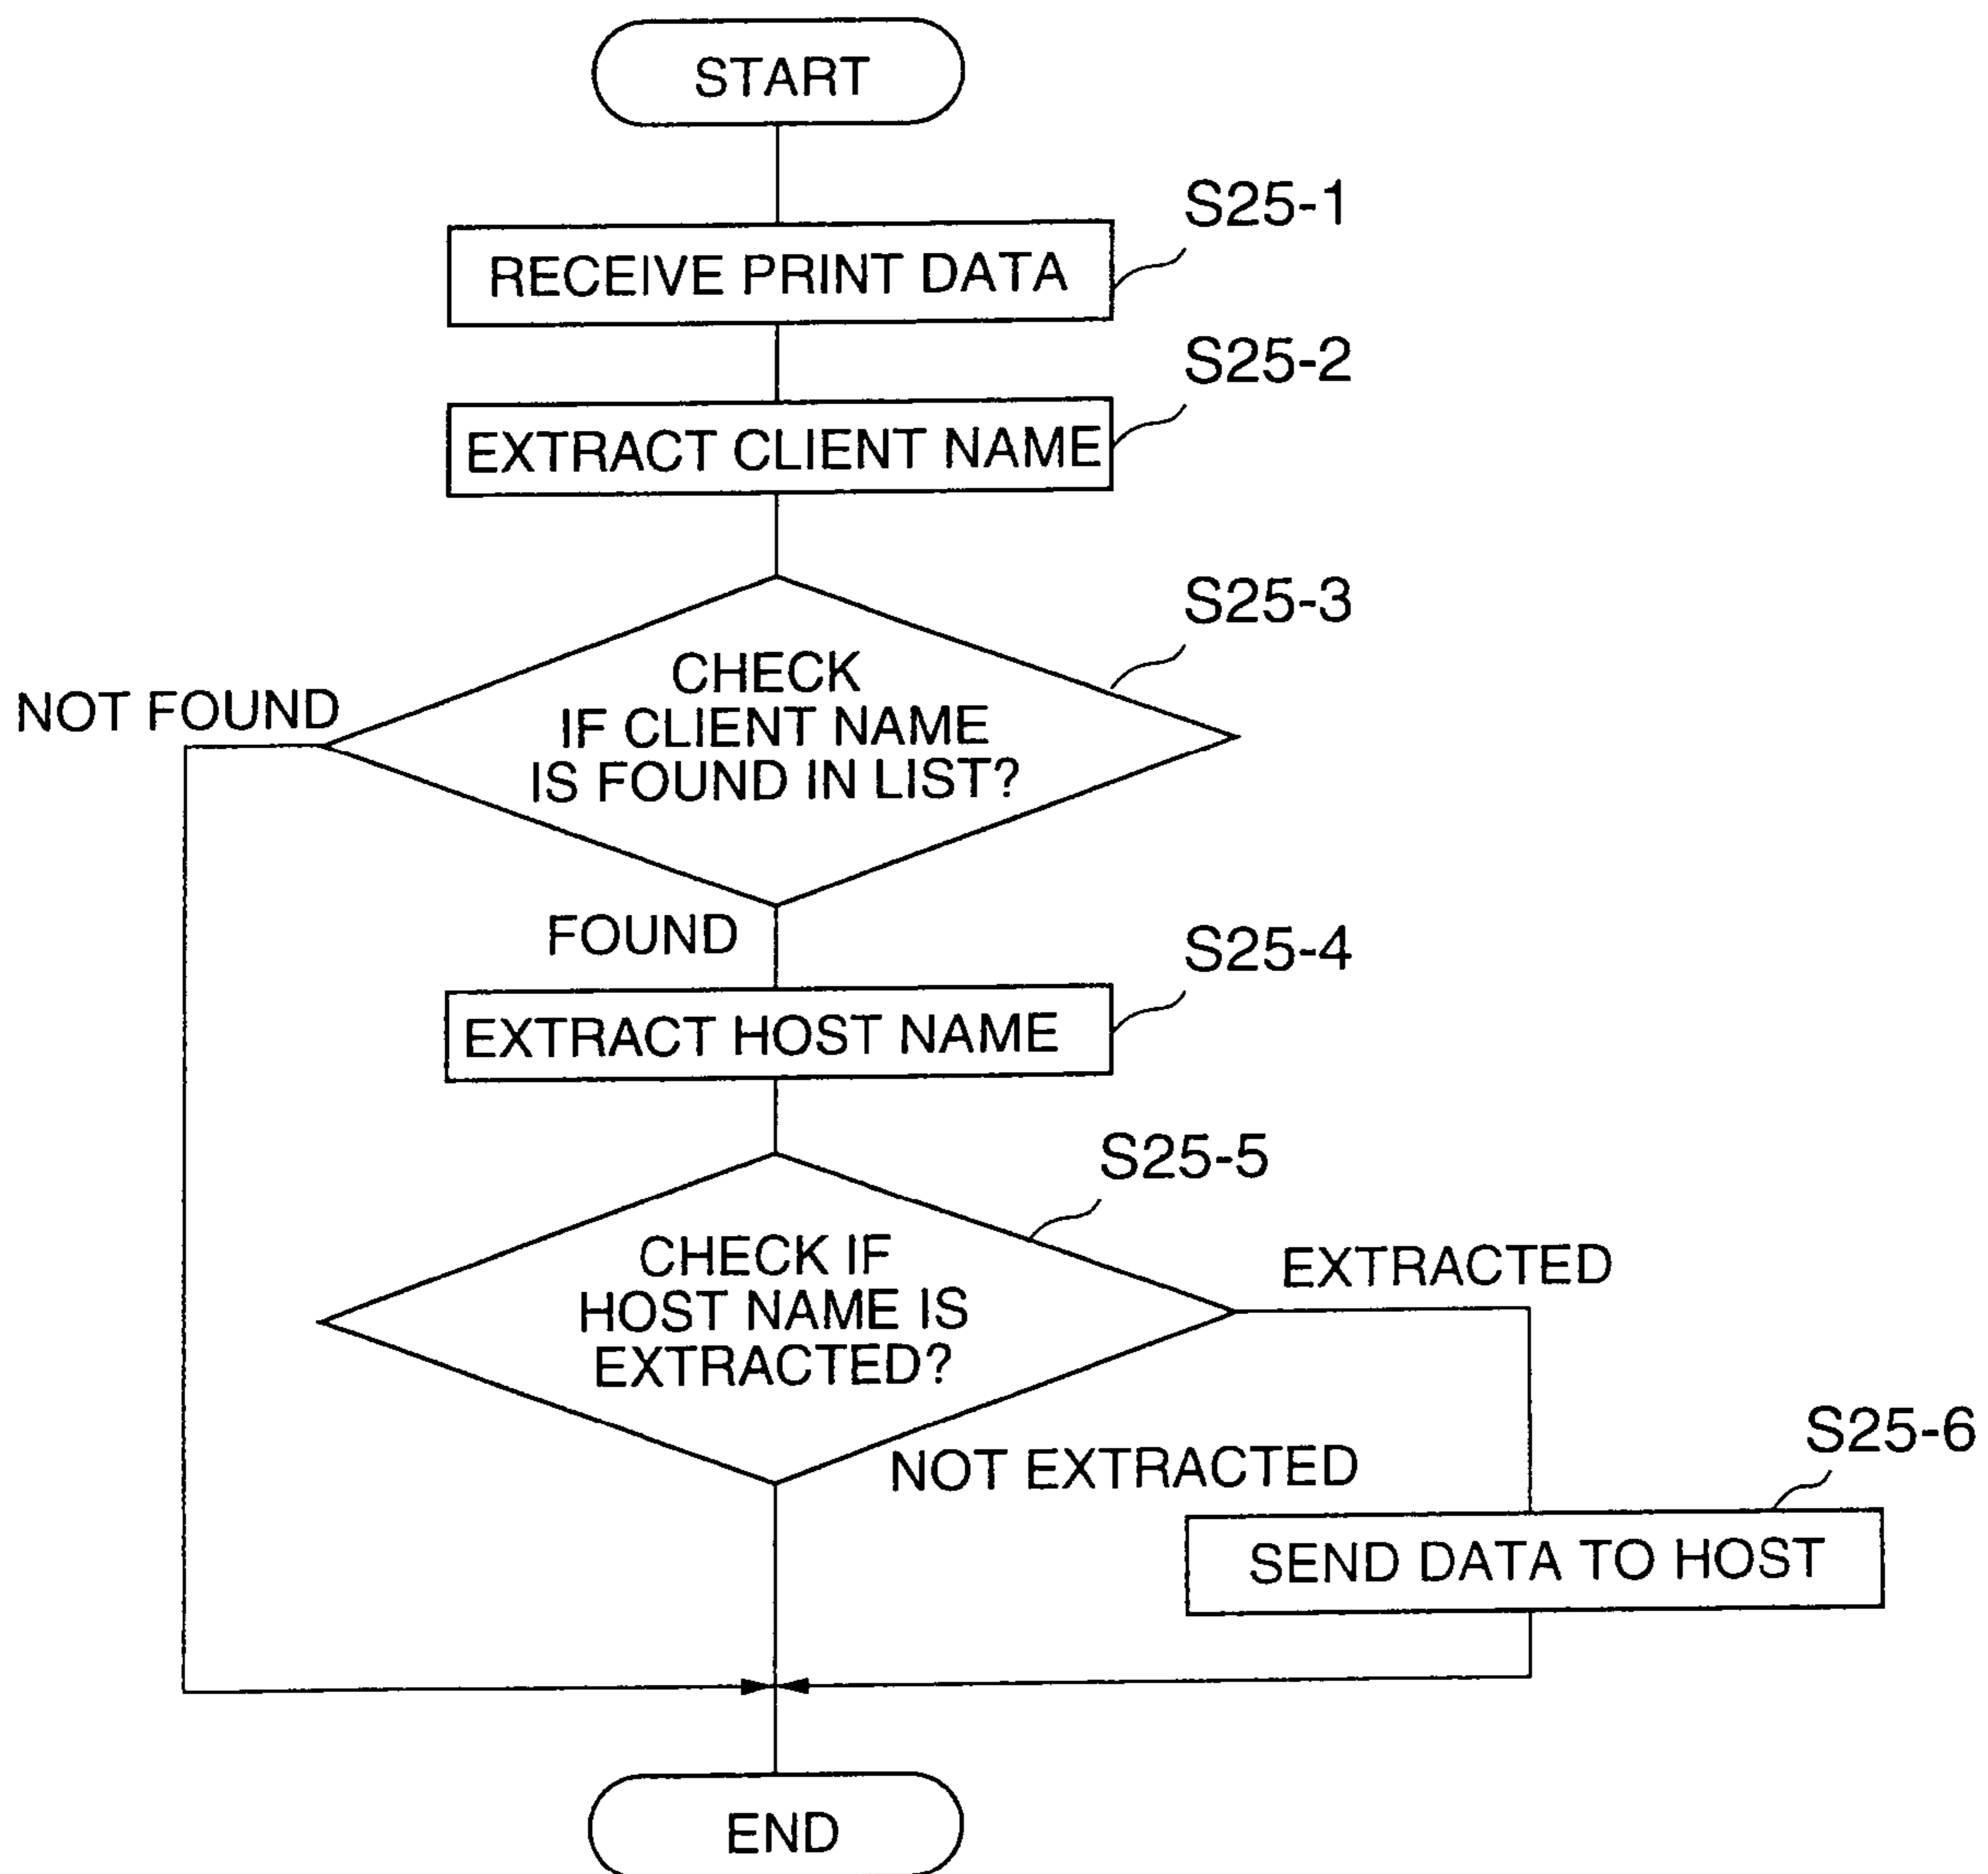 START
S25-1
RECEIVE PRINT DATA
S25-2
EXTRACT CLIENT NAME
S25-3
CHECK
IF CLIENT NAME
IS FOUND IN LIST?
NOT FOUND
FOUND
S25-4
EXTRACT HOST NAME
S25-5
CHECK IF
HOST NAME IS
EXTRACTED?
EXTRACTED
NOT EXTRACTED
S25-6
SEND DATA TO HOST
END